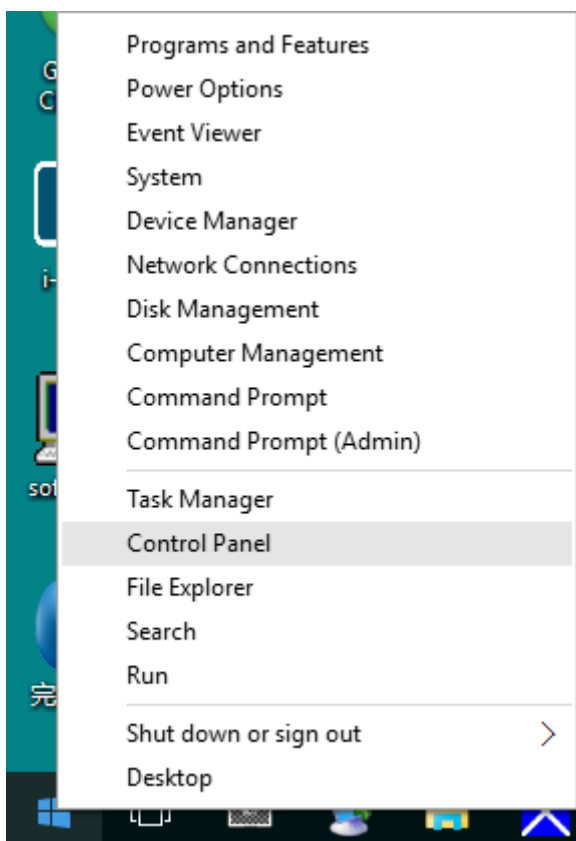 Programs and Features
Power Options
Event Viewer
System
Device Manager
Network Connections
Disk Management
Computer Management
Command Prompt
Command Prompt (Admin)
Task Manager
Control Panel
File Explorer
Search
Run
Shut down or sign out
Desktop